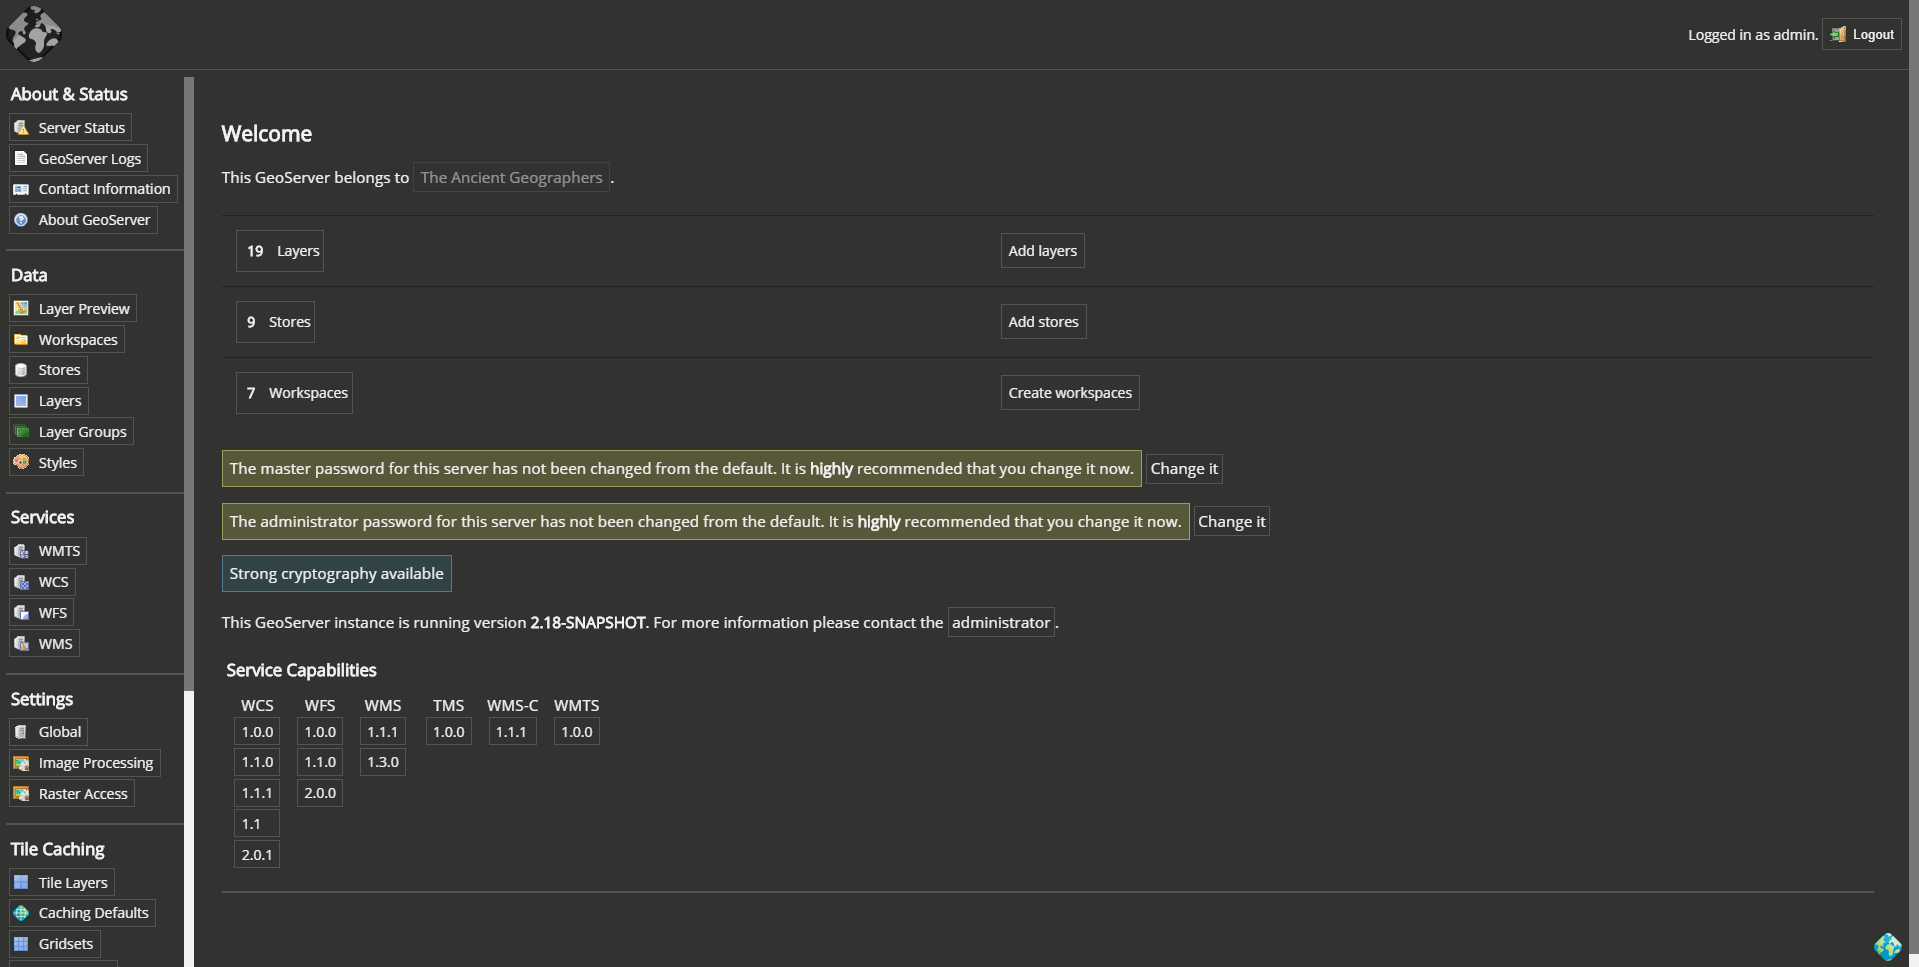 Logged in as admin. Logout
About & Status
Server Status
GeoServer Logs
Contact Information
About GeoServer
Data
Layer Preview
Workspaces
Stores
Layers
Layer Groups
Styles
Services
WMTS
WCS
WFS
WMS
Settings
Global
Image Processing
Raster Access
Tile Caching
Tile Layers
Caching Defaults
Gridsets
Welcome
This GeoServer belongs to The Ancient Geographers .
19 Layers Add layers
9 Stores Add stores
7 Workspaces Create workspaces
The master password for this server has not been changed from the default. It is highly recommended that you change it now. Change it
The administrator password for this server has not been changed from the default. It is highly recommended that you change it now. Change it
Strong cryptography available
This GeoServer instance is running version 2.18-SNAPSHOT. For more information please contact the administrator .
Service Capabilities
WCS WFS WMS TMS WMS-C WMTS
1.0.0 1.0.0 1.1.1 1.0.0 1.1.1 1.0.0
1.1.0 1.1.0 1.3.0
1.1.1 2.0.0
1.1
2.0.1